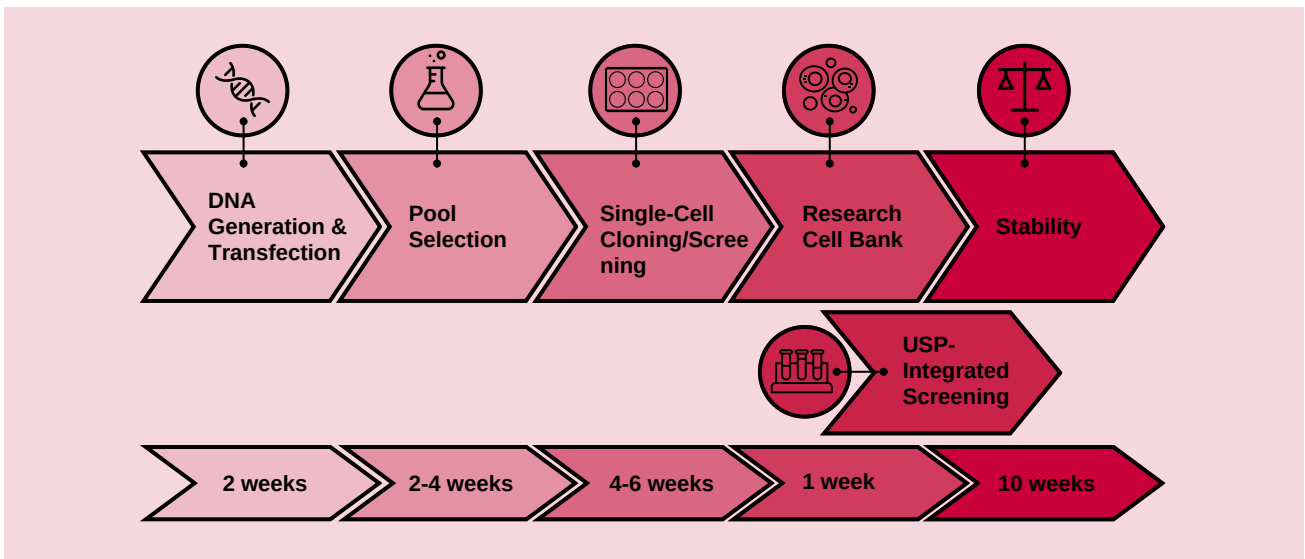 DNA
Generation &
Transfection
Pool
Selection
Single-Cell
Cloning/Scree
ning
Research
Cell Bank
Stability
USP-
Integrated
Screening
2 weeks
2-4 weeks
4-6 weeks
1 week
10 weeks